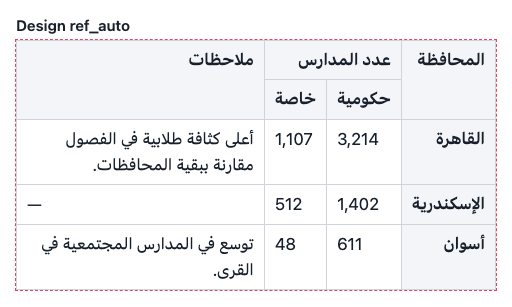 Design ref_auto
المحافظة
عدد المدارس
ملاحظات
حكومية
خاصة
القاهرة
3,214
1,107
أعلى كثافة طلابية في الفصول
مقارنة ببقية المحافظات.
الإسكندرية
1,402
512
—
أسوان
611
48
توسع في المدارس المجتمعية في
القرى.